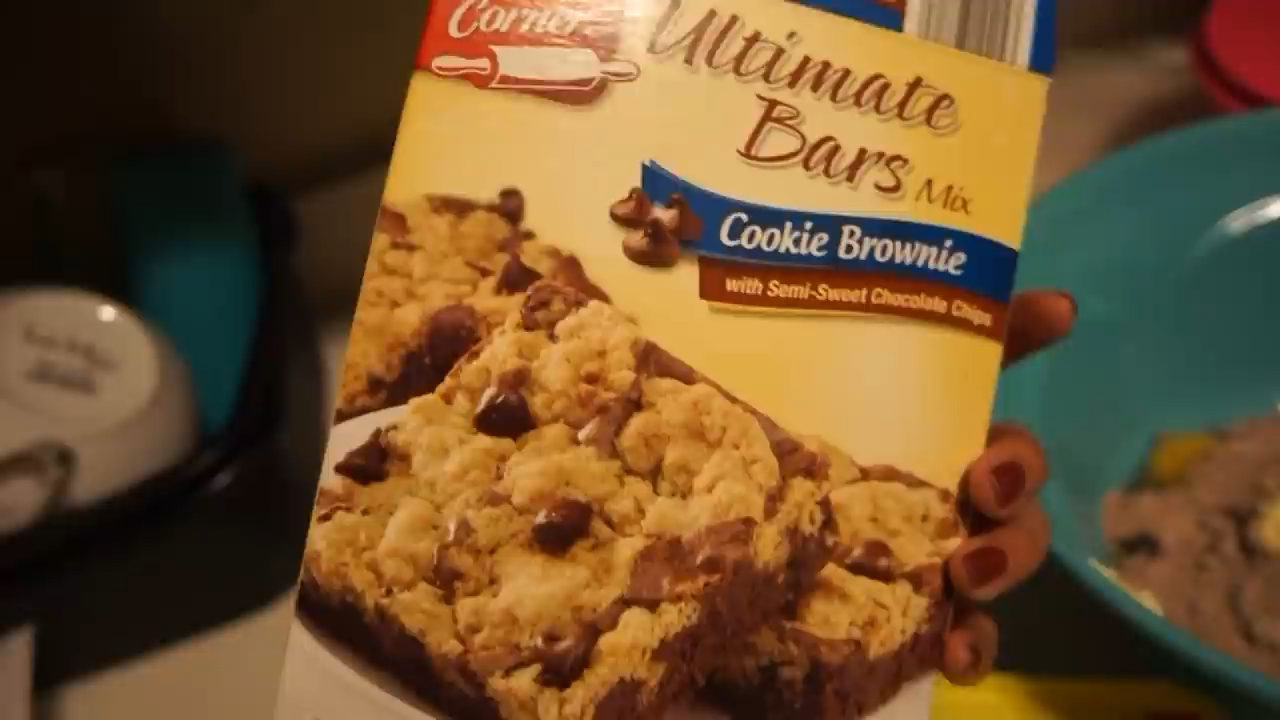 Corner
Ultimate
Bars Mix
Cookie Brownie
with Semi-Sweet Chocolate Chips